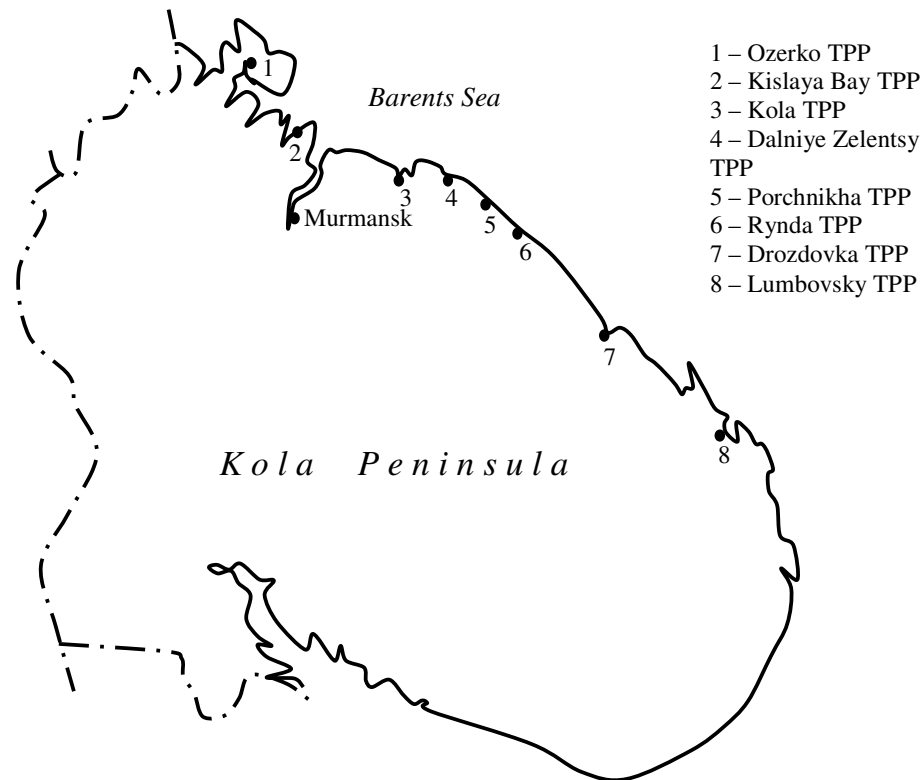 1 – Ozerko TPP
2 – Kislaya Bay TPP
3 – Kola TPP
4 – Dalniye Zelentsy
TPP
5 – Porchnikha TPP
6 – Rynda TPP
7 – Drozdovka TPP
8 – Lumbovsky TPP
1
Barents Sea
2
3
4
5
Murmansk
6
7
8
Kola Peninsula